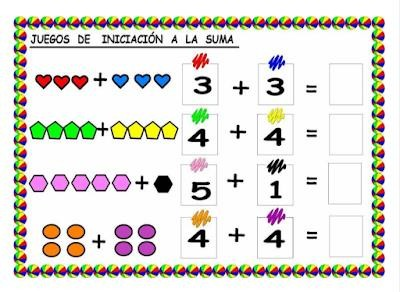 JUEGOS DE INICIACIÓN A LA SUMA
+ 3 + 3 =
+ 4 + 4 =
+ 5 + 1 =
+ 4 + 4 =